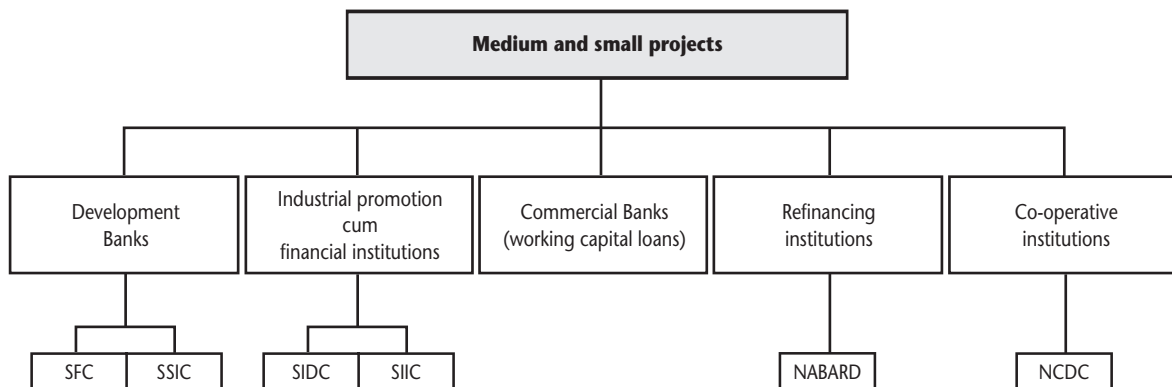 Medium and small projects
Development
Banks
Industrial promotion
cum
financial institutions
Commercial Banks
(working capital loans)
Refinancing
institutions
Co-operative
institutions
SFC
SSIC
SIDC
SIIC
NABARD
NCDC